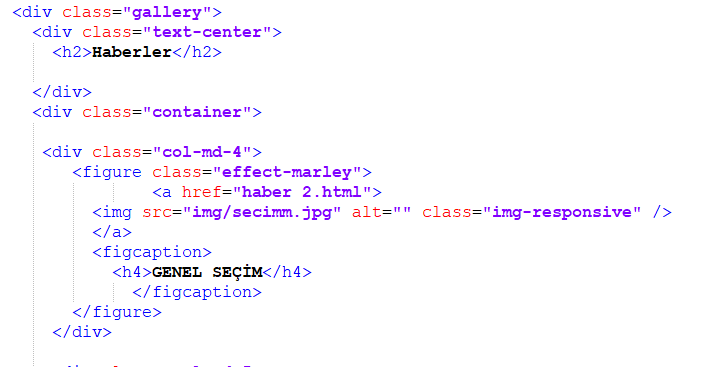 <div class="gallery">
<div class="text-center">
<h2>Haberler</h2>
</div>
<div class="container">
<div class="col-md-4">
<figure class="effect-marley">
<a href="haber 2.html">
<img src="img/secimm.jpg" alt="" class="img-responsive" />
</a>
<figcaption>
<h4>GENEL SEÇİM</h4>
</figcaption>
</figure>
</div>